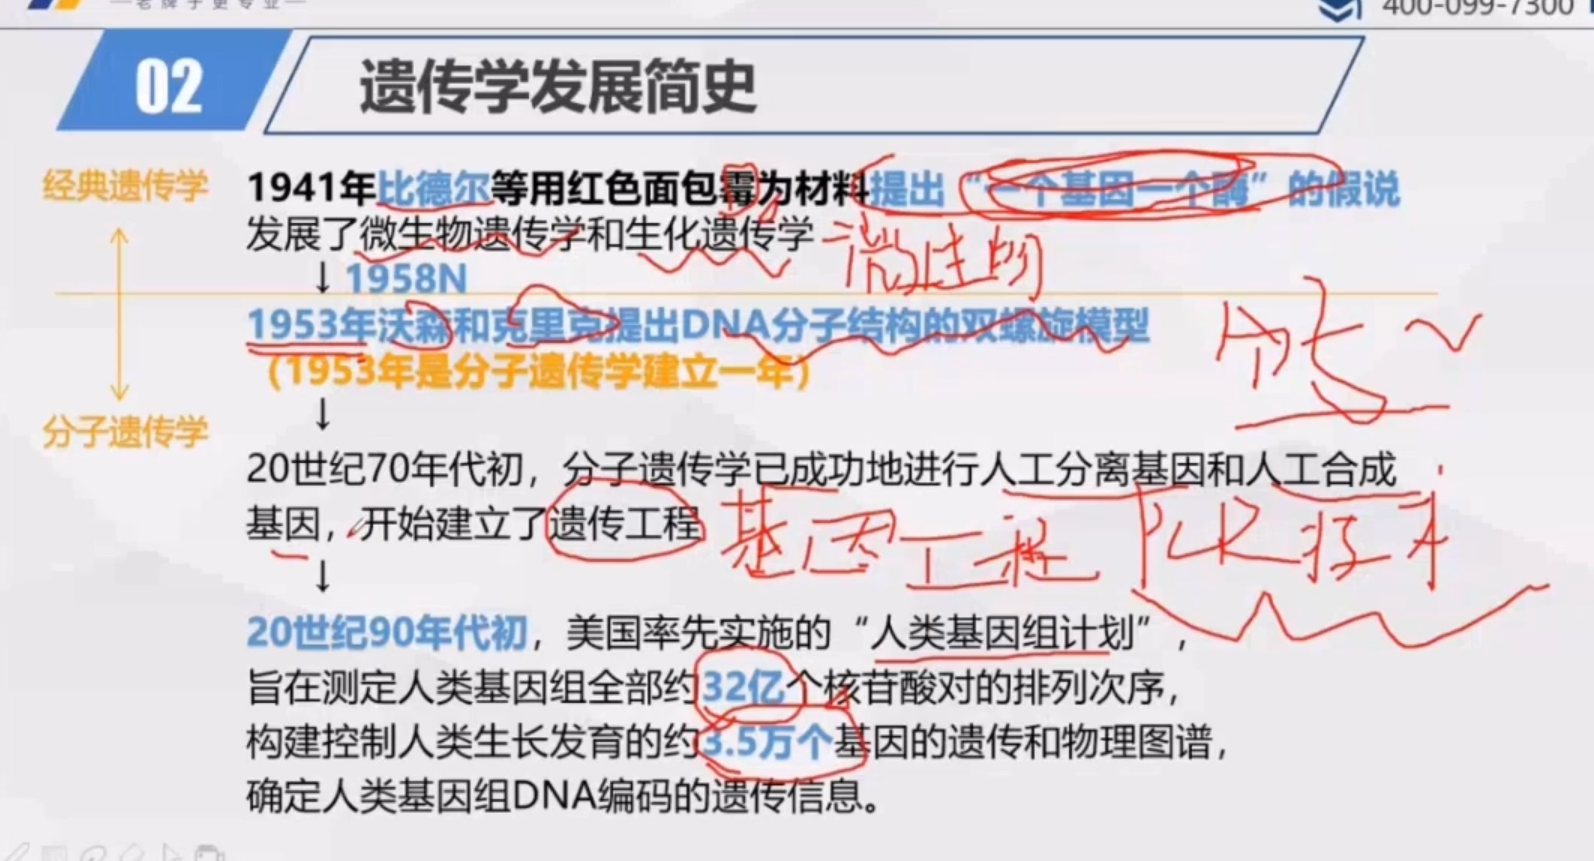 一老牌子更专业一
400-099-7300
02
遗传学发展简史
经典遗传学
1941年比德尔等用红色面包霉为材料提出“一个基因一个酶”的假说
发展了微生物遗传学和生化遗传学
微生物
↓1958N
1953年沃森和克里克提出DNA分子结构的双螺旋模型
（1953年是分子遗传学建立一年）
↓
分子遗传学
20世纪70年代初，分子遗传学已成功地进行人工分离基因和人工合成
基因，开始建立了遗传工程
基因工程
↓
20世纪90年代初，美国率先实施的“人类基因组计划”，
旨在测定人类基因组全部约32亿个核苷酸对的排列次序，
构建控制人类生长发育的约3.5万个基因的遗传和物理图谱，
确定人类基因组DNA编码的遗传信息。